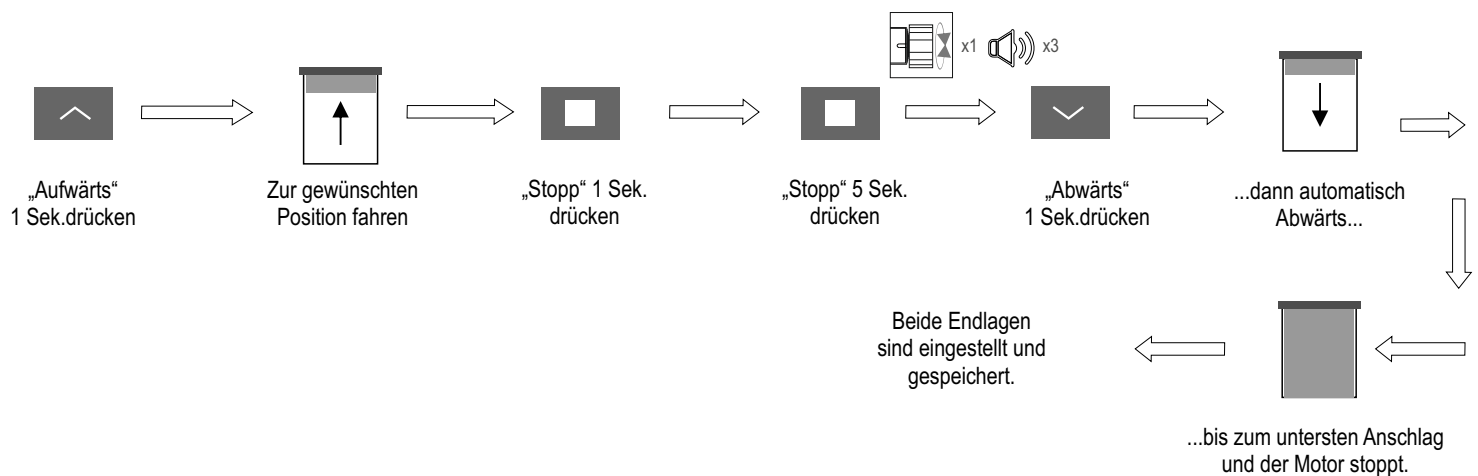 x1
x3
„Aufwärts“
1 Sek.drücken
Zur gewünschten
Position fahren
„Stopp“ 1 Sek.
drücken
„Stopp“ 5 Sek.
drücken
„Abwärts“
1 Sek.drücken
...dann automatisch
Abwärts...
Beide Endlagen
sind eingestellt und
gespeichert.
...bis zum untersten Anschlag
und der Motor stoppt.